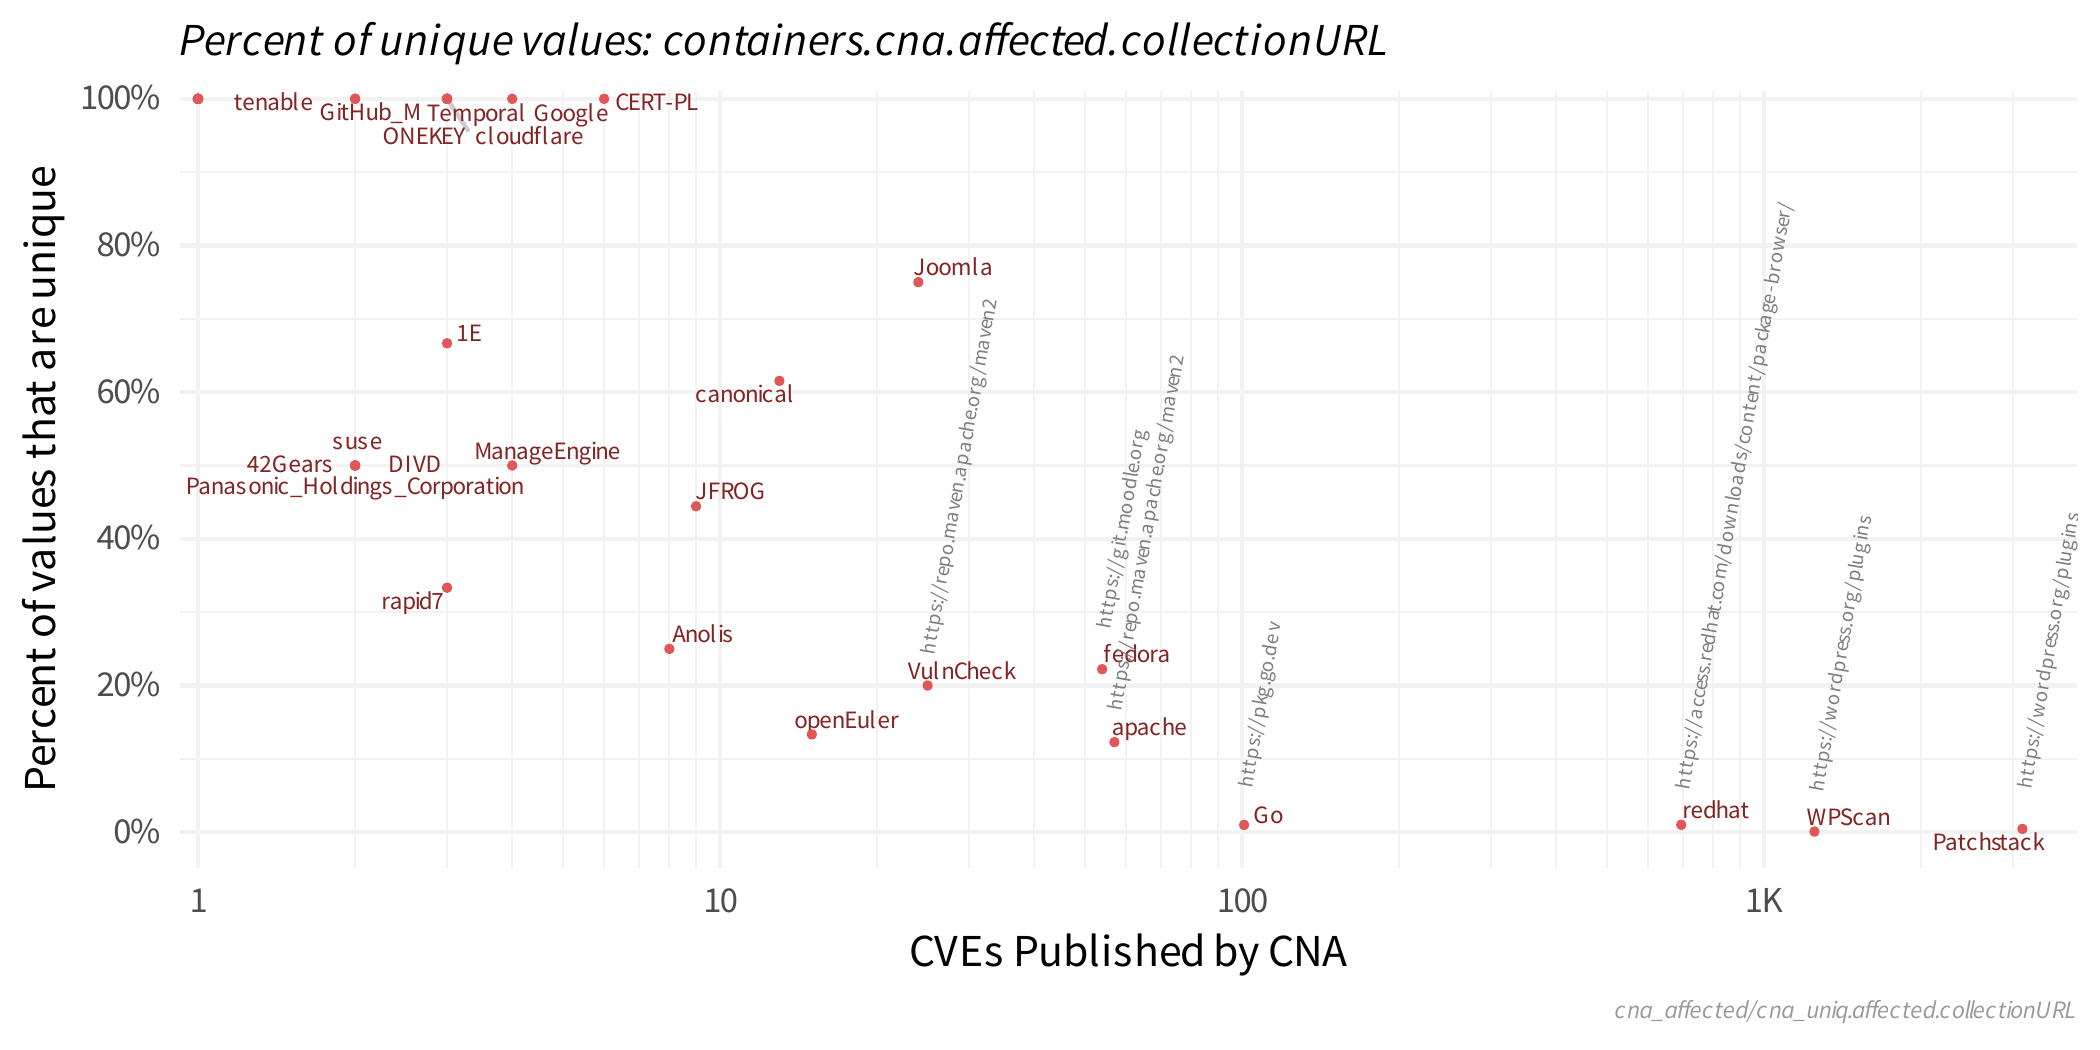 Percent of unique values: containers.cna.affected.collectionURL
Percent of values that are unique
100%
80%
60%
40%
20%
0%
tenable
GitHub_M
Temporal
Google
CERT-PL
ONEKEY
cloudflare
Joomla
1E
canonical
suse
42Gears
DIVD
ManageEngine
Panasonic_Holdings_Corporation
JFROG
rapid7
Anolis
VulnCheck
fedora
openEuler
apache
Go
redhat
WPScan
Patchstack
https://repo.maven.apache.org/maven2
https://git.moodle.org
https://repo.maven.apache.org/maven2
https://pkg.go.dev
https://access.redhat.com/downloads/content/package-browser/
https://wordpress.org/plugins
https://wordpress.org/plugins
1
10
100
1K
CVEs Published by CNA
cna_affected/cna_uniq.affected.collectionURL